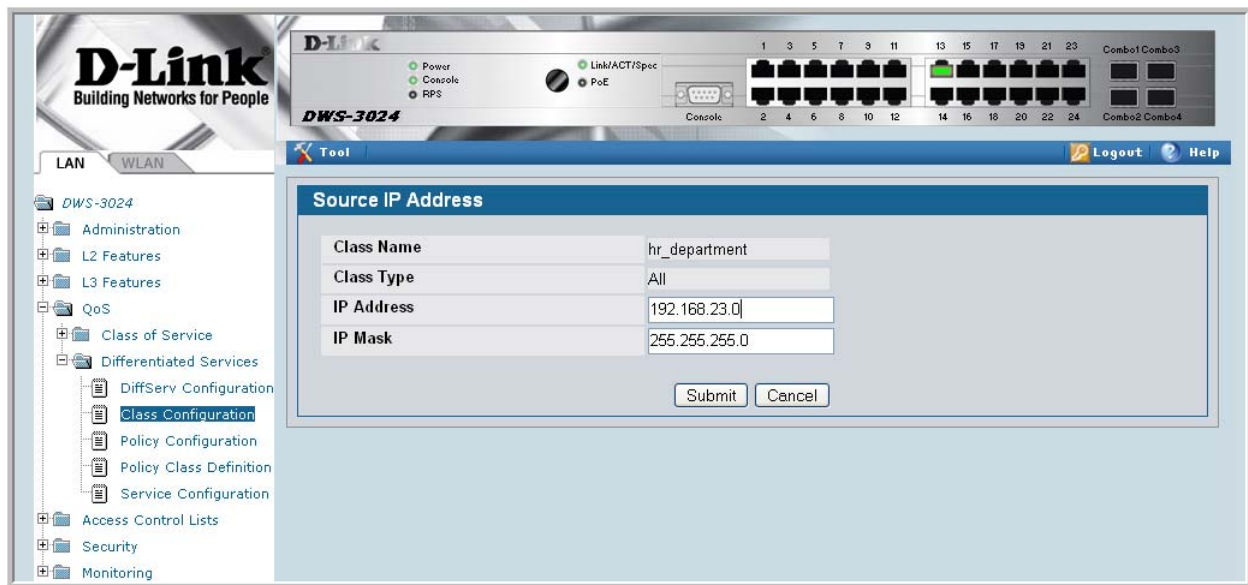 D-Link
Building Networks for People
D-Link
Power
Console
RPS
Link/ACT/Spec
PoE
DWS-3024
Console
1 3 5 7 9 11 13 15 17 19 21 23
2 4 6 8 10 12 14 16 18 20 22 24
Combo1 Combo3
Combo2 Combo4
LAN WLAN
Tool
Logout
Help
DWS-3024
Administration
L2 Features
L3 Features
QoS
Class of Service
Differentiated Services
DiffServ Configuration
Class Configuration
Policy Configuration
Policy Class Definition
Service Configuration
Access Control Lists
Security
Monitoring
Source IP Address
Class Name hr_department
Class Type All
IP Address 192.168.23.0
IP Mask 255.255.255.0
Submit Cancel